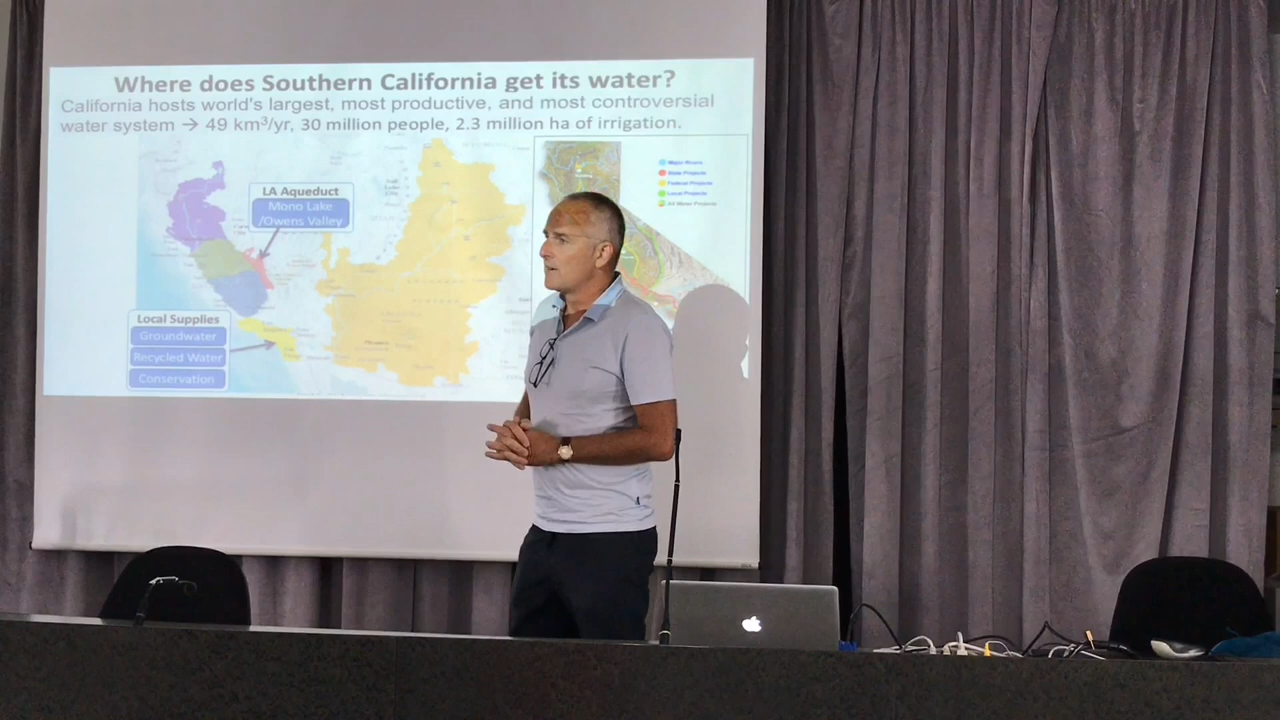 Where does Southern California get its water?
California hosts world's largest, most productive, and most controversial
water system → 49 km³/yr, 30 million people, 2.3 million ha of irrigation.
LA Aqueduct
Mono Lake
/Owens Valley
Local Supplies
Groundwater
Recycled Water
Conservation
Major Rivers
State Projects
Federal Projects
Local Projects
All Water Projects